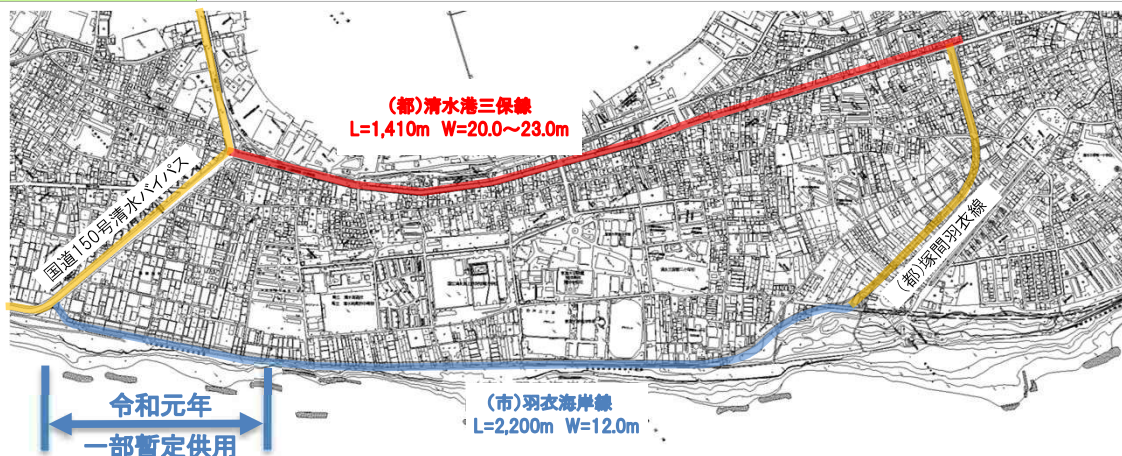 (都)清水港三保線
L=1,410m W=20.0～23.0m
国道150号清水バイパス
(都)塚間羽衣線
(市)羽衣海岸線
L=2,200m W=12.0m
令和元年
一部暫定供用